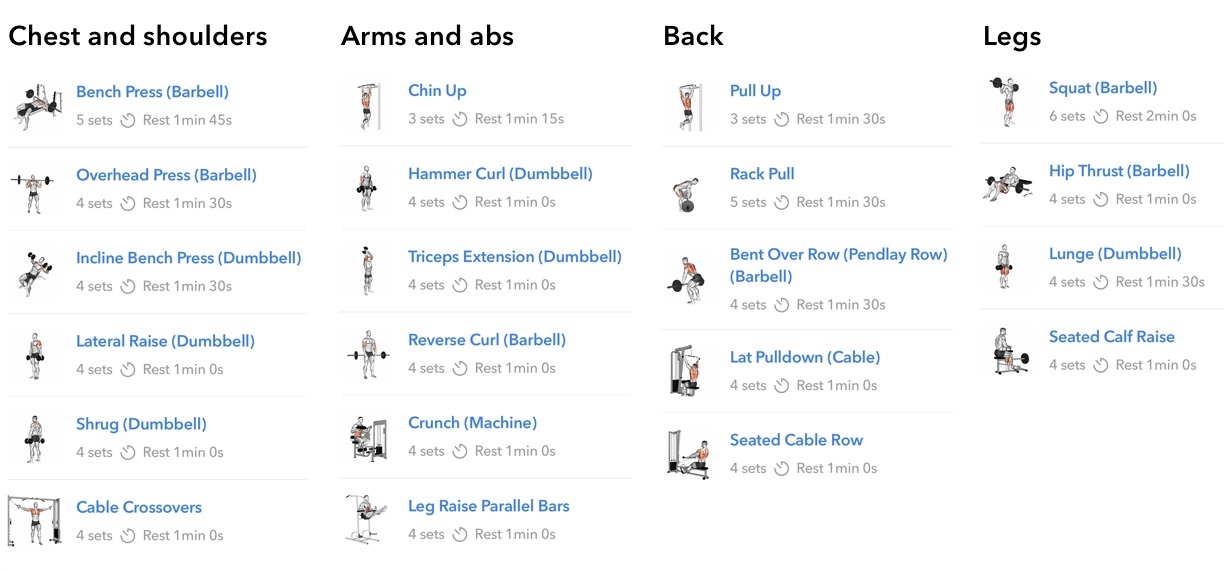 Chest and shoulders
Bench Press (Barbell)
5 sets Rest 1min 45s
Overhead Press (Barbell)
4 sets Rest 1min 30s
Incline Bench Press (Dumbbell)
4 sets Rest 1min 30s
Lateral Raise (Dumbbell)
4 sets Rest 1min 0s
Shrug (Dumbbell)
4 sets Rest 1min 0s
Cable Crossovers
4 sets Rest 1min 0s
Arms and abs
Chin Up
3 sets Rest 1min 15s
Hammer Curl (Dumbbell)
4 sets Rest 1min 0s
Triceps Extension (Dumbbell)
4 sets Rest 1min 0s
Reverse Curl (Barbell)
4 sets Rest 1min 0s
Crunch (Machine)
4 sets Rest 1min 0s
Leg Raise Parallel Bars
4 sets Rest 1min 0s
Back
Pull Up
3 sets Rest 1min 30s
Rack Pull
5 sets Rest 1min 30s
Bent Over Row (Pendlay Row)
(Barbell)
4 sets Rest 1min 30s
Lat Pulldown (Cable)
4 sets Rest 1min 0s
Seated Cable Row
4 sets Rest 1min 0s
Legs
Squat (Barbell)
6 sets Rest 2min 0s
Hip Thrust (Barbell)
4 sets Rest 1min 0s
Lunge (Dumbbell)
4 sets Rest 1min 30s
Seated Calf Raise
4 sets Rest 1min 0s